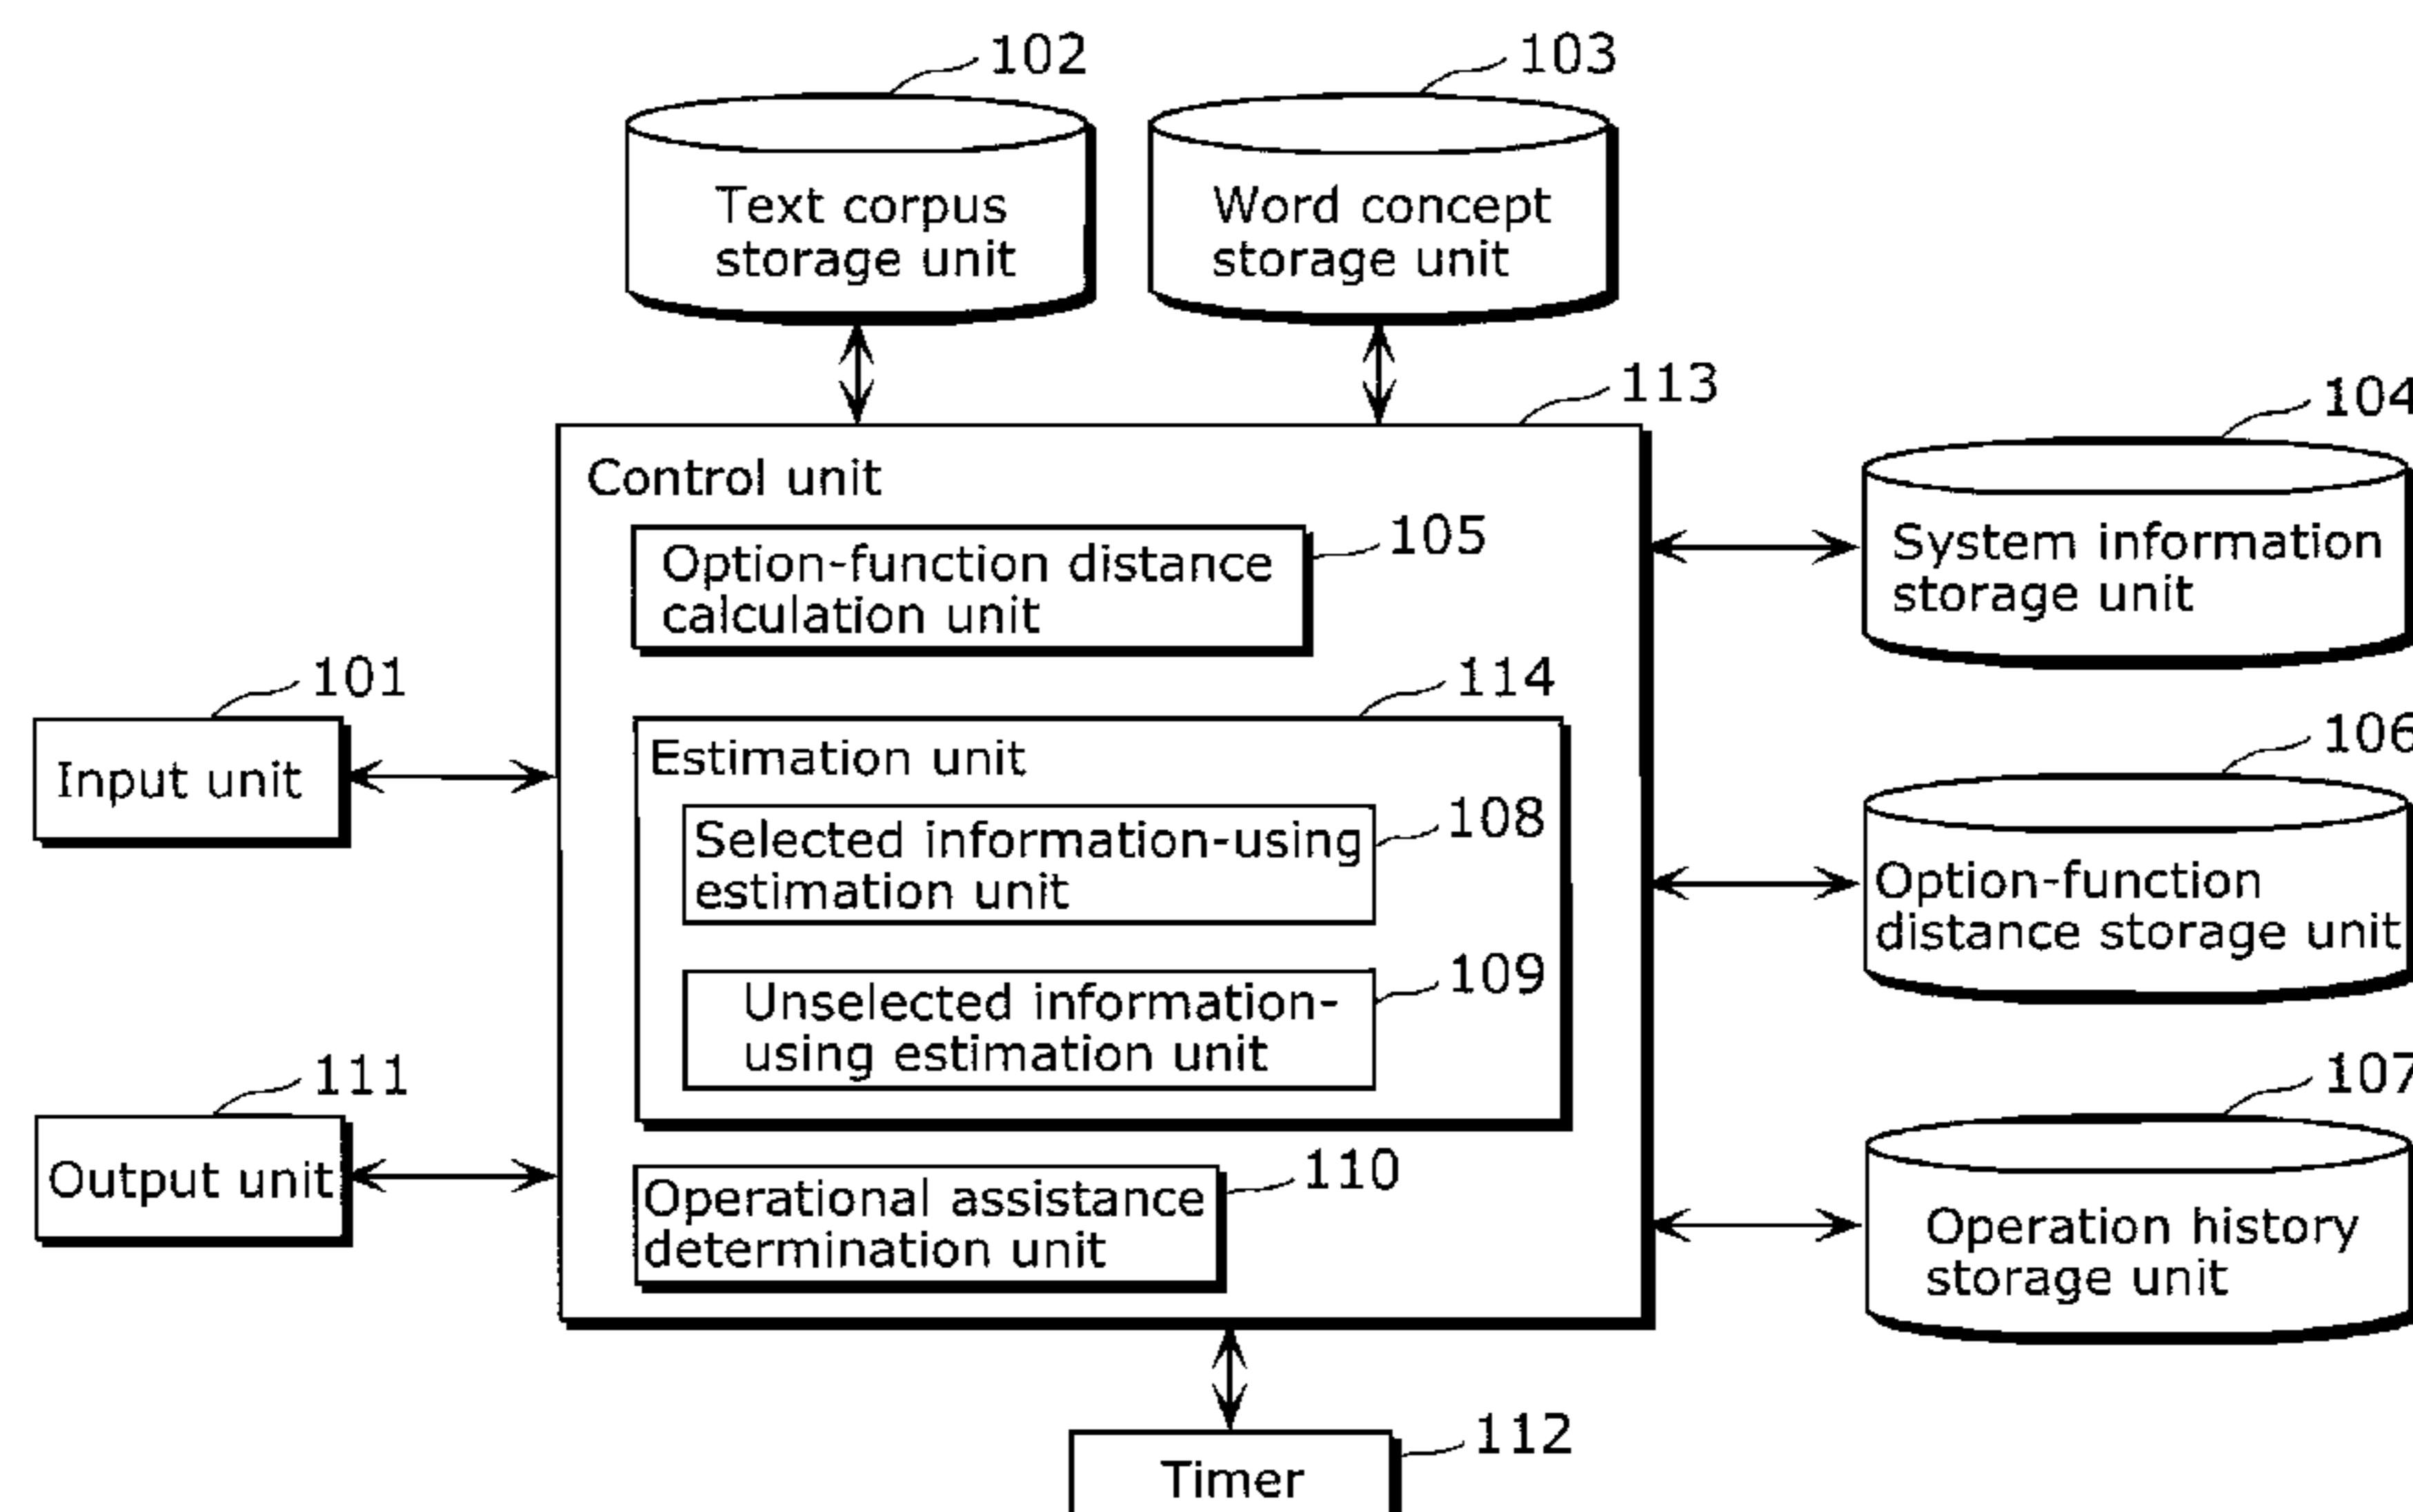 102
103
Text corpus
storage unit
Word concept
storage unit
113
104
Control unit
105
Option-function distance
calculation unit
System information
storage unit
101
114
Input unit
Estimation unit
106
108
Selected information-using
estimation unit
Option-function
distance storage unit
109
Unselected information-
using estimation unit
111
107
Output unit
110
Operational assistance
determination unit
Operation history
storage unit
112
Timer